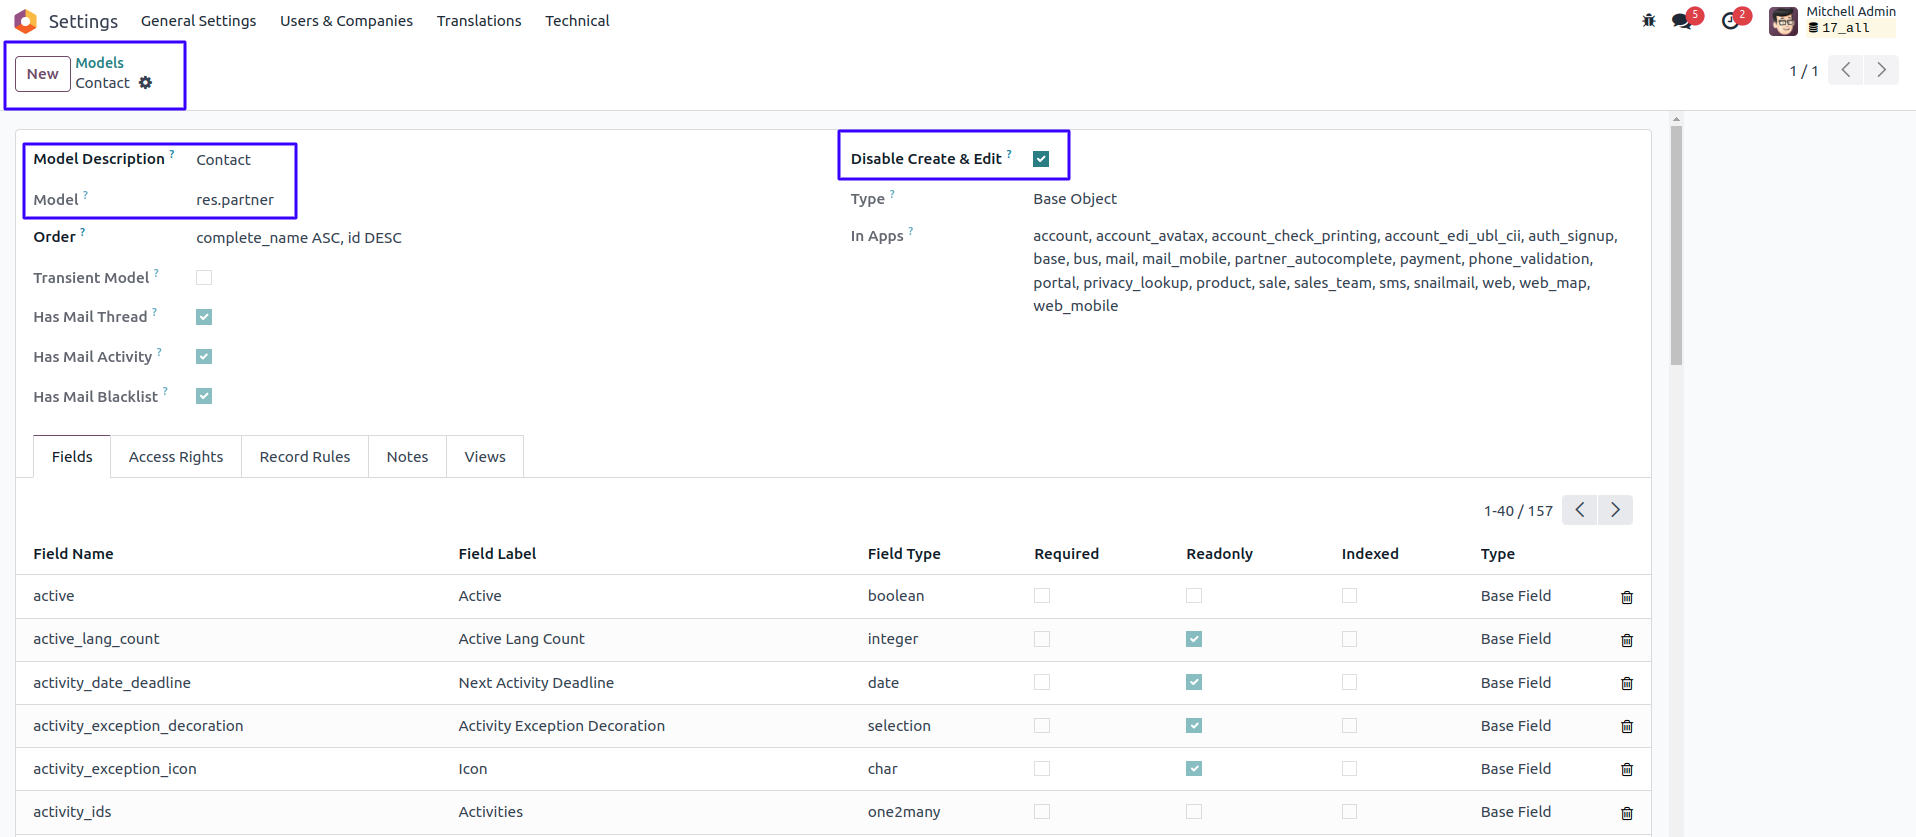 Settings General Settings Users & Companies Translations Technical 5 2 Mitchell Admin
17_all
New Models
Contact
1 / 1
Model Description ? Contact
Disable Create & Edit ?
Model ? res.partner
Type ? Base Object
Order ? complete_name ASC, id DESC
In Apps ? account, account_avatax, account_check_printing, account_edi_ubl_cii, auth_signup,
base, bus, mail, mail_mobile, partner_autocomplete, payment, phone_validation,
portal, privacy_lookup, product, sale, sales_team, sms, snailmail, web, web_map,
web_mobile
Transient Model ?
Has Mail Thread ?
Has Mail Activity ?
Has Mail Blacklist ?
Fields Access Rights Record Rules Notes Views
1-40 / 157
Field Name Field Label Field Type Required Readonly Indexed Type
active Active boolean Base Field
active_lang_count Active Lang Count integer Base Field
activity_date_deadline Next Activity Deadline date Base Field
activity_exception_decoration Activity Exception Decoration selection Base Field
activity_exception_icon Icon char Base Field
activity_ids Activities one2many Base Field